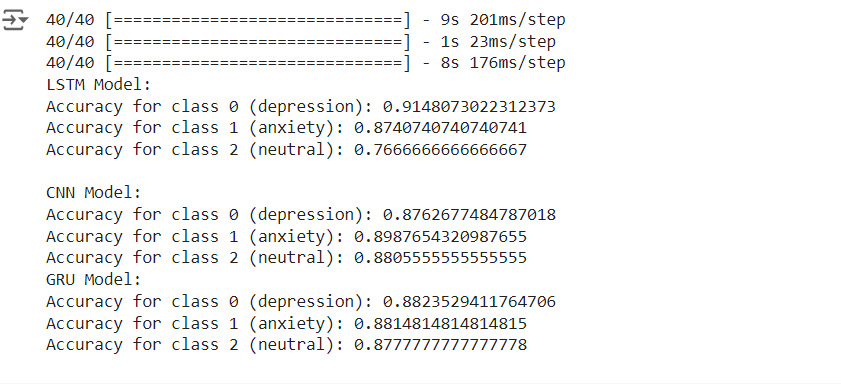 40/40 [==============================] - 9s 201ms/step
40/40 [==============================] - 1s 23ms/step
40/40 [==============================] - 8s 176ms/step
LSTM Model:
Accuracy for class 0 (depression): 0.9148073022312373
Accuracy for class 1 (anxiety): 0.8740740740740741
Accuracy for class 2 (neutral): 0.7666666666666667
CNN Model:
Accuracy for class 0 (depression): 0.8762677484787018
Accuracy for class 1 (anxiety): 0.8987654320987655
Accuracy for class 2 (neutral): 0.8805555555555555
GRU Model:
Accuracy for class 0 (depression): 0.8823529411764706
Accuracy for class 1 (anxiety): 0.8814814814814815
Accuracy for class 2 (neutral): 0.8777777777777778